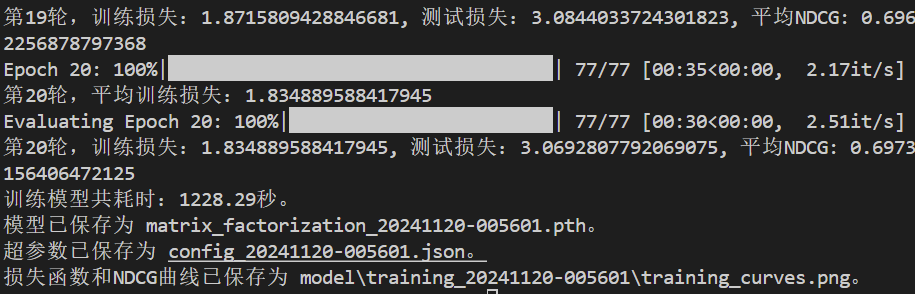 第19轮，训练损失：1.8715809428846681, 测试损失：3.0844033724301823, 平均NDCG: 0.696
2256878797368
Epoch 20: 100%|██████████| 77/77 [00:35<00:00,  2.17it/s]
第20轮，平均训练损失：1.834889588417945
Evaluating Epoch 20: 100%|██████████| 77/77 [00:30<00:00,  2.51it/s]
第20轮，训练损失：1.834889588417945, 测试损失：3.0692807792069075, 平均NDCG: 0.6973
156406472125
训练模型共耗时：1228.29秒。
模型已保存为 matrix_factorization_20241120-005601.pth。
超参数已保存为 config_20241120-005601.json。
损失函数和NDCG曲线已保存为 model\training_20241120-005601\training_curves.png。